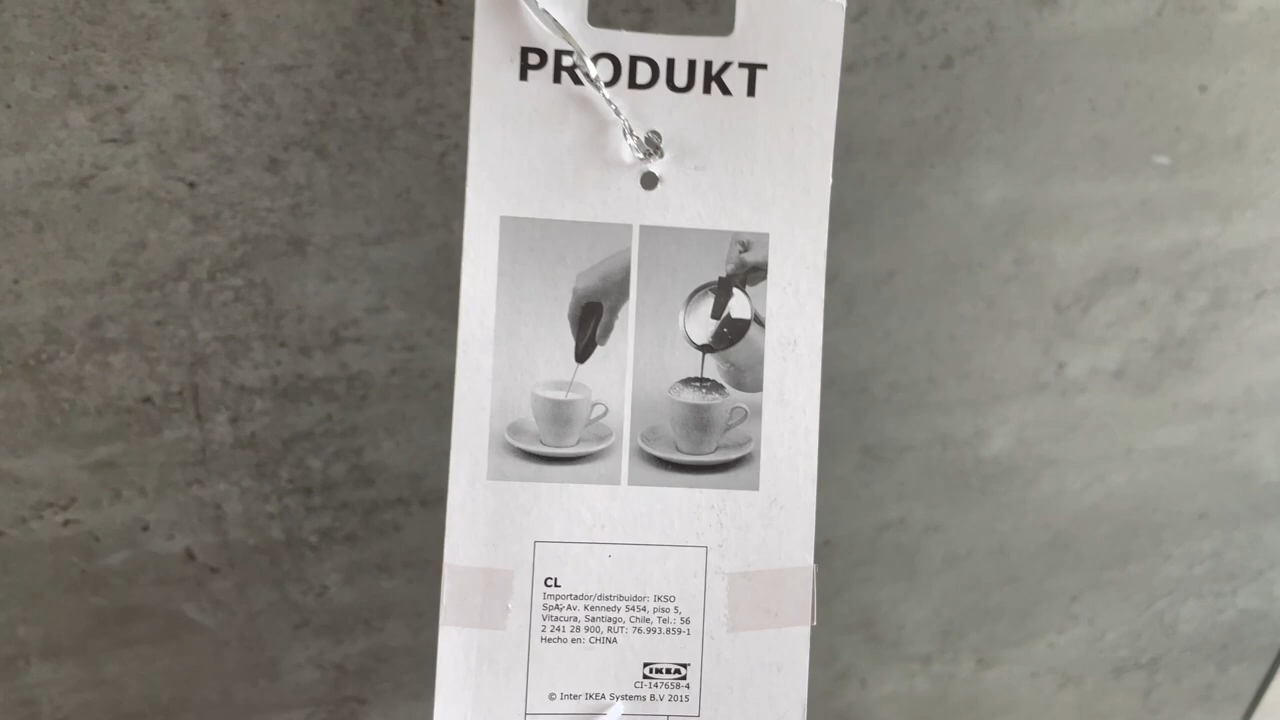 PRODUKT
CL
Importador/distribuidor: IKSO
SpA, Av. Kennedy 5454, piso 5,
Vitacura, Santiago, Chile, Tel.: 56
2 241 28 900, RUT: 76.993.859-1
Hecho en: CHINA
IKEA
CI-147658-4
© Inter IKEA Systems B.V 2015